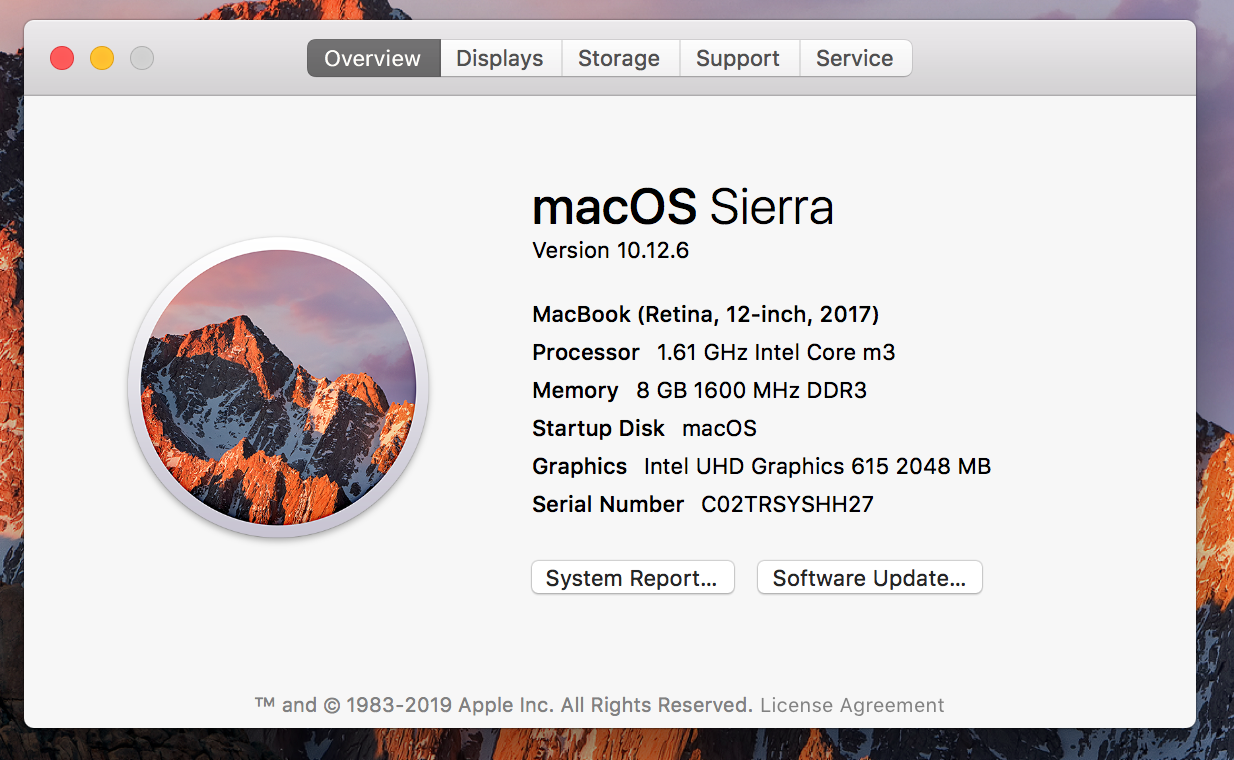 Overview Displays Storage Support Service
macOS Sierra
Version 10.12.6
MacBook (Retina, 12-inch, 2017)
Processor 1.61 GHz Intel Core m3
Memory 8 GB 1600 MHz DDR3
Startup Disk macOS
Graphics Intel UHD Graphics 615 2048 MB
Serial Number C02TRSYSHH27
System Report... Software Update...
™ and © 1983-2019 Apple Inc. All Rights Reserved. License Agreement